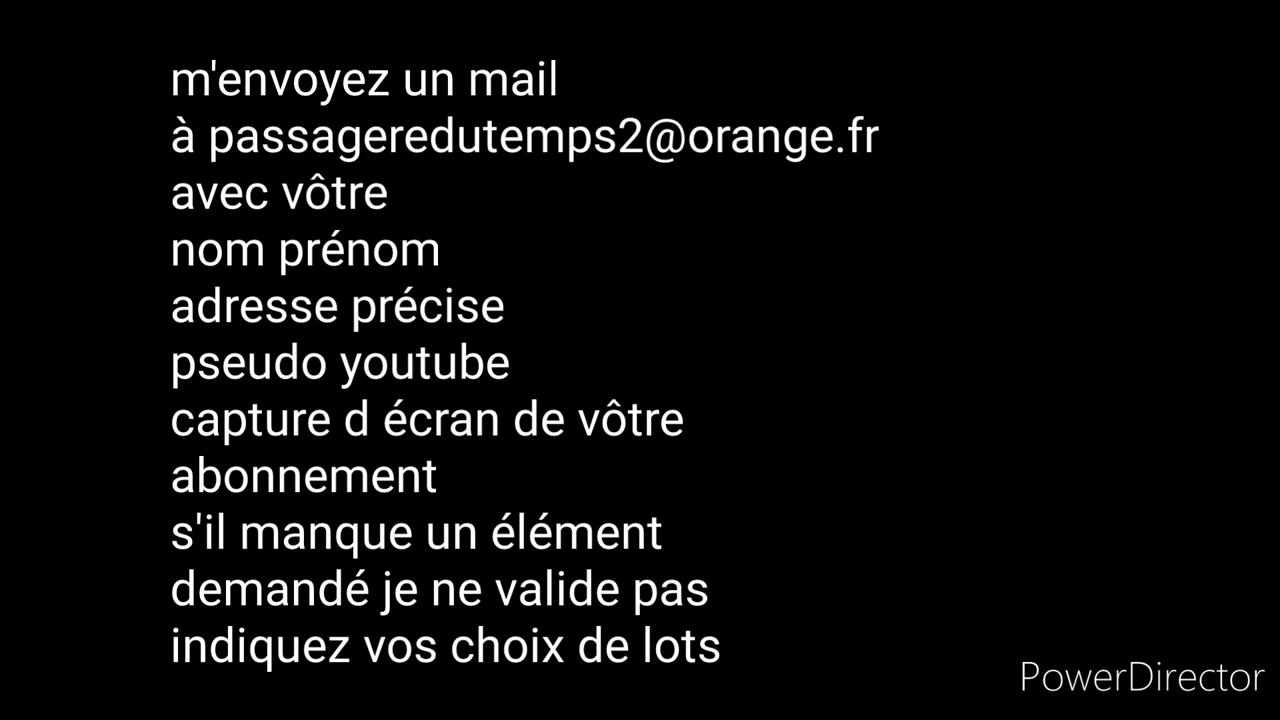 m'envoyez un mail
à passageredutemps2@orange.fr
avec vôtre
nom prénom
adresse précise
pseudo youtube
capture d écran de vôtre
abonnement
s'il manque un élément
demandé je ne valide pas
indiquez vos choix de lots
PowerDirector